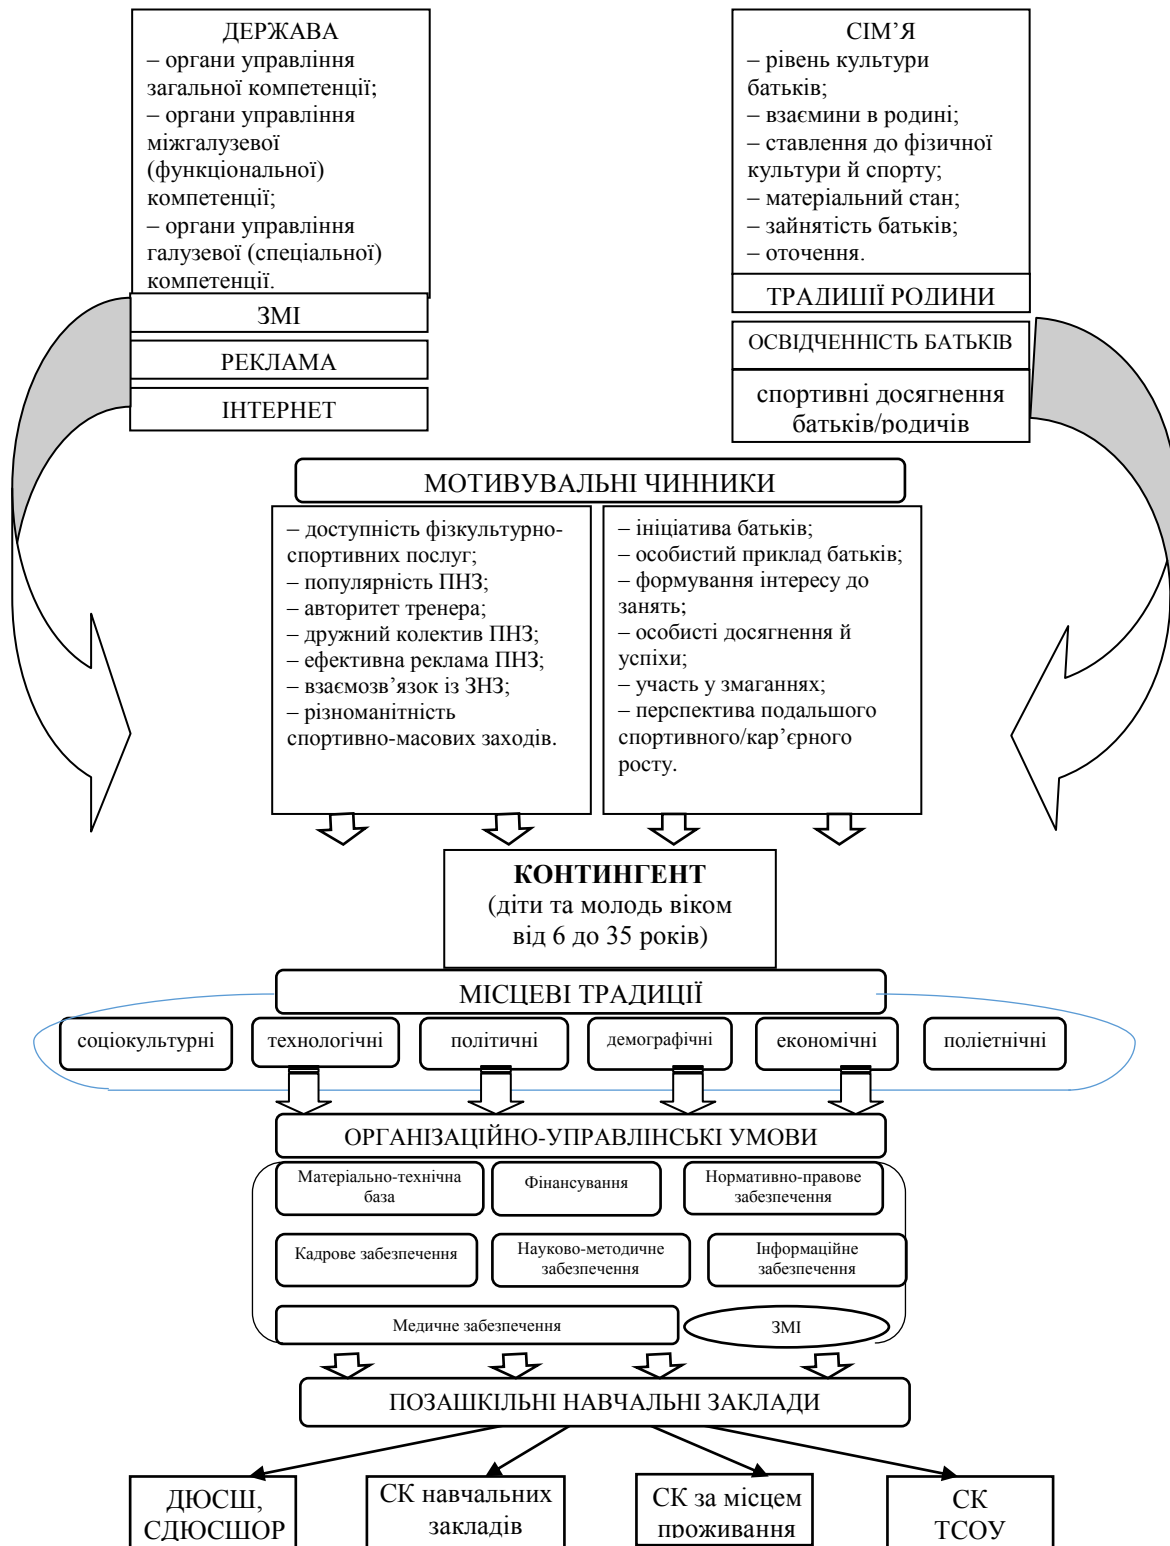 ДЕРЖАВА
– органи управління
загальної компетенції;
– органи управління
міжгалузевої
(функціональної)
компетенції;
– органи управління
галузевої (спеціальної)
компетенції.
ЗМІ
РЕКЛАМА
ІНТЕРНЕТ
СІМ’Я
– рівень культури
батьків;
– взаємини в родині;
– ставлення до фізичної
культури й спорту;
– матеріальний стан;
– зайнятість батьків;
– оточення.
ТРАДИЦІЇ РОДИНИ
ОСВІДЧЕННІСТЬ БАТЬКІВ
спортивні досягнення
батьків/родичів
МОТИВУВАЛЬНІ ЧИННИКИ
– доступність фізкультурно-
спортивних послуг;
– популярність ПНЗ;
– авторитет тренера;
– дружний колектив ПНЗ;
– ефективна реклама ПНЗ;
– взаємозв’язок із ЗНЗ;
– різноманітність
спортивно-масових заходів.
– ініціатива батьків;
– особистий приклад батьків;
– формування інтересу до
занять;
– особисті досягнення й
успіхи;
– участь у змаганнях;
– перспектива подальшого
спортивного/кар’єрного
росту.
КОНТИНГЕНТ
(діти та молодь віком
від 6 до 35 років)
МІСЦЕВІ ТРАДИЦІЇ
соціокультурні
технологічні
політичні
демографічні
економічні
поліетнічні
ОРГАНІЗАЦІЙНО-УПРАВЛІНСЬКІ УМОВИ
Матеріально-технічна
база
Фінансування
Нормативно-правове
забезпечення
Кадрове забезпечення
Науково-методичне
забезпечення
Інформаційне
забезпечення
Медичне забезпечення
ЗМІ
ПОЗАШКІЛЬНІ НАВЧАЛЬНІ ЗАКЛАДИ
ДЮСШ,
СДЮСШОР
СК навчальних
закладів
СК за місцем
проживання
СК
ТСОУ